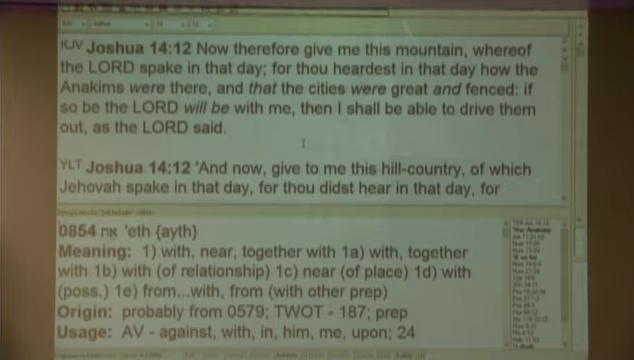 KJV Joshua 14:12 Now therefore give me this mountain, whereof
the LORD spake in that day; for thou heardest in that day how the
Anakims were there, and that the cities were great and fenced: if
so be the LORD will be with me, then I shall be able to drive them
out, as the LORD said.
YLT Joshua 14:12 'And now, give to me this hill-country, of which
Jehovah spake in that day, for thou didst hear in that day, for
0854 את 'eth {ayth}
Meaning: 1) with, near, together with 1a) with, together
with 1b) with (of relationship) 1c) near (of place) 1d) with
(poss.) 1e) from...with, from (with other prep)
Origin: probably from 0579; TWOT - 187; prep
Usage: AV - against, with, in, him, me, upon; 24